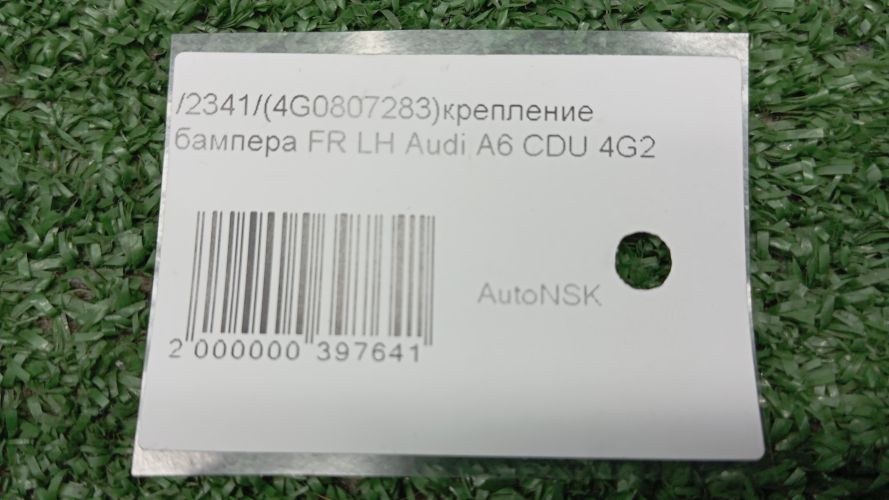 /2341/(4G0807283)крепление
бампера FR LH Audi A6 CDU 4G2
AutoNSK
2 000000 397641